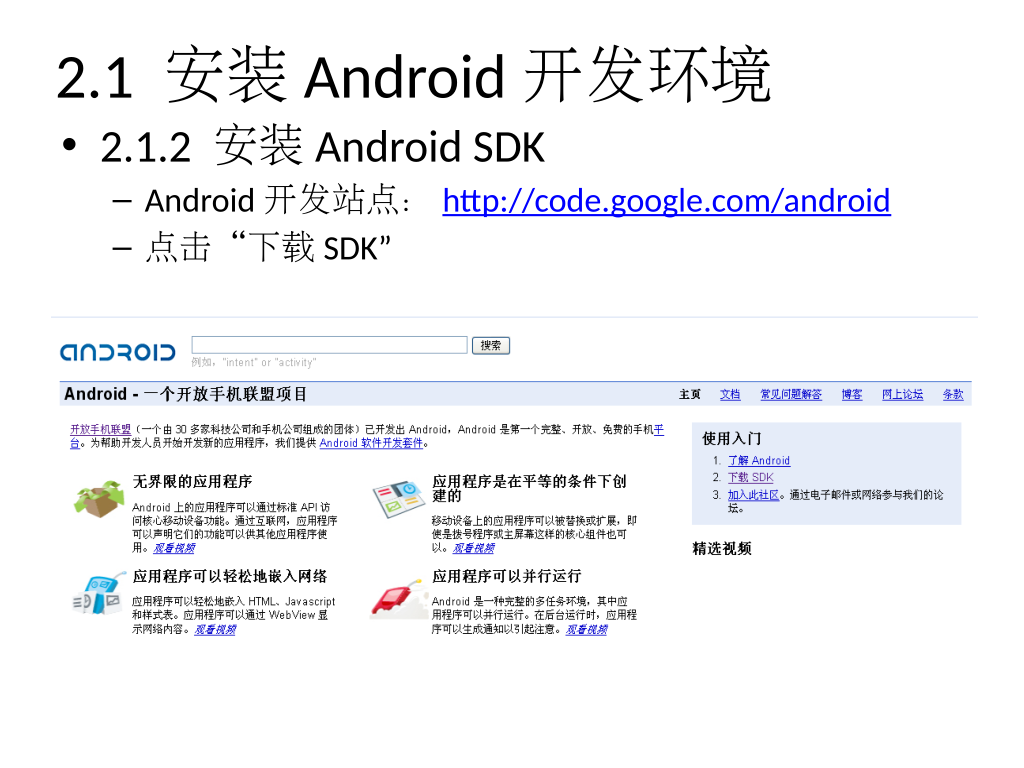 2.1 安装 Android 开发环境
• 2.1.2 安装 Android SDK
– Android 开发站点： http://code.google.com/android
– 点击“下载 SDK”
ANDROID
搜索
例如，"intent" or "activity"
Android - 一个开放手机联盟项目
主页 文档 常见问题解答 博客 网上论坛 条款
开放手机联盟（一个由 30 多家科技公司和手机公司组成的团体）已开发出 Android，Android 是第一个完整、开放、免费的手机平
台。为帮助开发人员开始开发新的应用程序，我们提供 Android 软件开发套件。
无界限的应用程序
Android 上的应用程序可以通过标准 API 访
问核心移动设备功能。通过互联网，应用程序
可以声明它们的功能可以供其他应用程序使
用。观看视频
应用程序是在平等的条件下创
建的
移动设备上的应用程序可以被替换或扩展，即
使是拨号程序或主屏幕这样的核心组件也可
以。观看视频
应用程序可以轻松地嵌入网络
应用程序可以轻松地嵌入 HTML、Javascript
和样式表。应用程序可以通过 WebView 显
示网络内容。观看视频
应用程序可以并行运行
Android 是一种完整的多任务环境，其中应
用程序可以并行运行。在后台运行时，应用程
序可以生成通知以引起注意。观看视频
使用入门
1. 了解 Android
2. 下载 SDK
3. 加入此社区。通过电子邮件或网络参与我们的论
坛。
精选视频